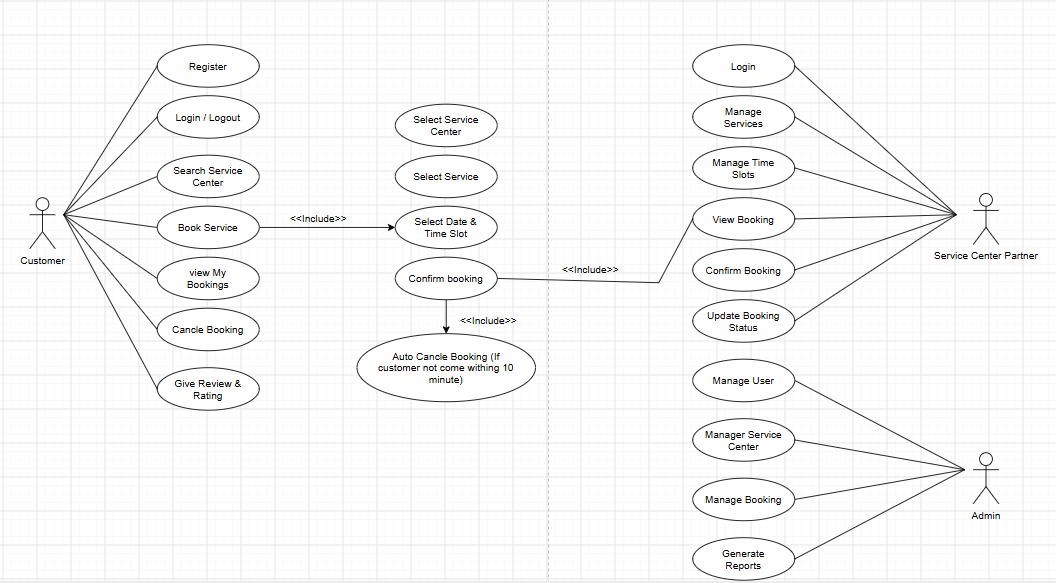 Register
Login / Logout
Search Service
Center
Book Service
view My
Bookings
Cancle Booking
Give Review &
Rating
Customer
<<Include>>
Select Service
Center
Select Service
Select Date &
Time Slot
Confirm booking
<<Include>>
Auto Cancle Booking (If
customer not come withing 10
minute)
<<Include>>
Login
Manage
Services
Manage Time
Slots
View Booking
Confirm Booking
Update Booking
Status
Service Center Partner
Manage User
Manager Service
Center
Manage Booking
Generate
Reports
Admin